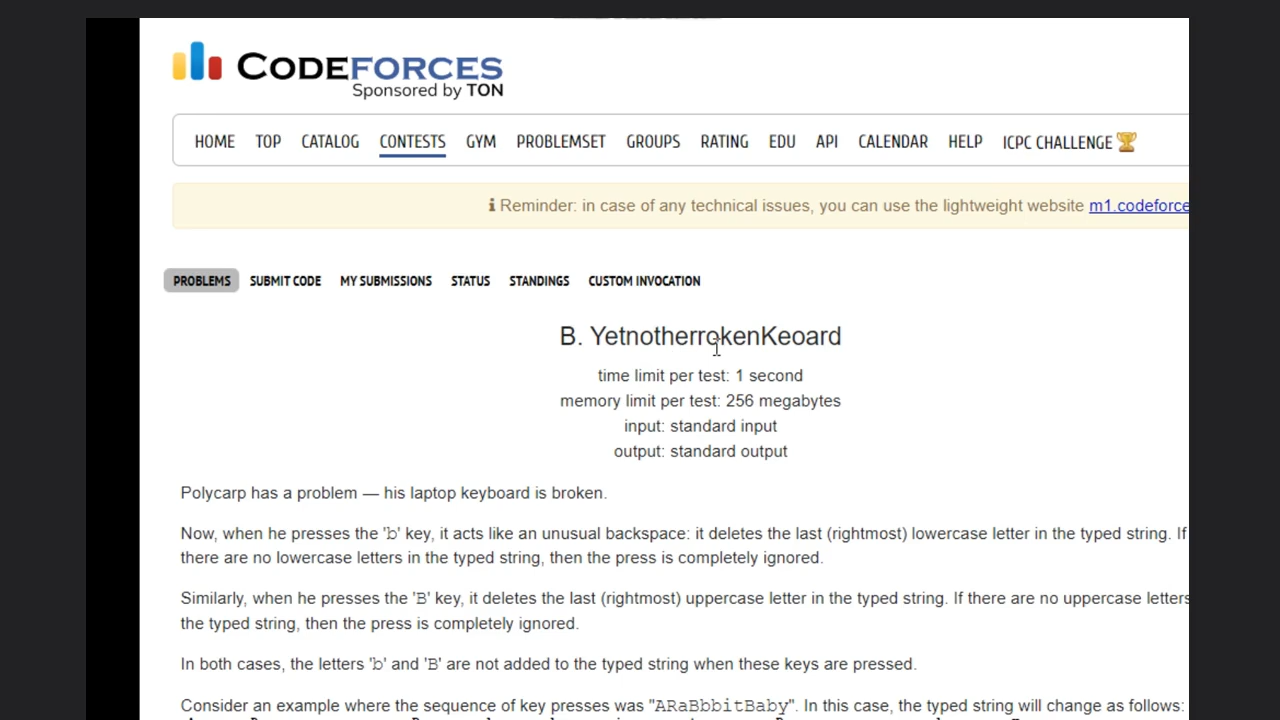 CODEFORCES
Sponsored by TON
HOME TOP CATALOG CONTESTS GYM PROBLEMSET GROUPS RATING EDU API CALENDAR HELP ICPC CHALLENGE
Reminder: in case of any technical issues, you can use the lightweight website m1.codeforce
PROBLEMS SUBMIT CODE MY SUBMISSIONS STATUS STANDINGS CUSTOM INVOCATION
B. YetnotherrokenKeoard
time limit per test: 1 second
memory limit per test: 256 megabytes
input: standard input
output: standard output
Polycarp has a problem — his laptop keyboard is broken.
Now, when he presses the 'b' key, it acts like an unusual backspace: it deletes the last (rightmost) lowercase letter in the typed string. If
there are no lowercase letters in the typed string, then the press is completely ignored.
Similarly, when he presses the 'B' key, it deletes the last (rightmost) uppercase letter in the typed string. If there are no uppercase letters
the typed string, then the press is completely ignored.
In both cases, the letters 'b' and 'B' are not added to the typed string when these keys are pressed.
Consider an example where the sequence of key presses was "ARaBbbitBaby". In this case, the typed string will change as follows: